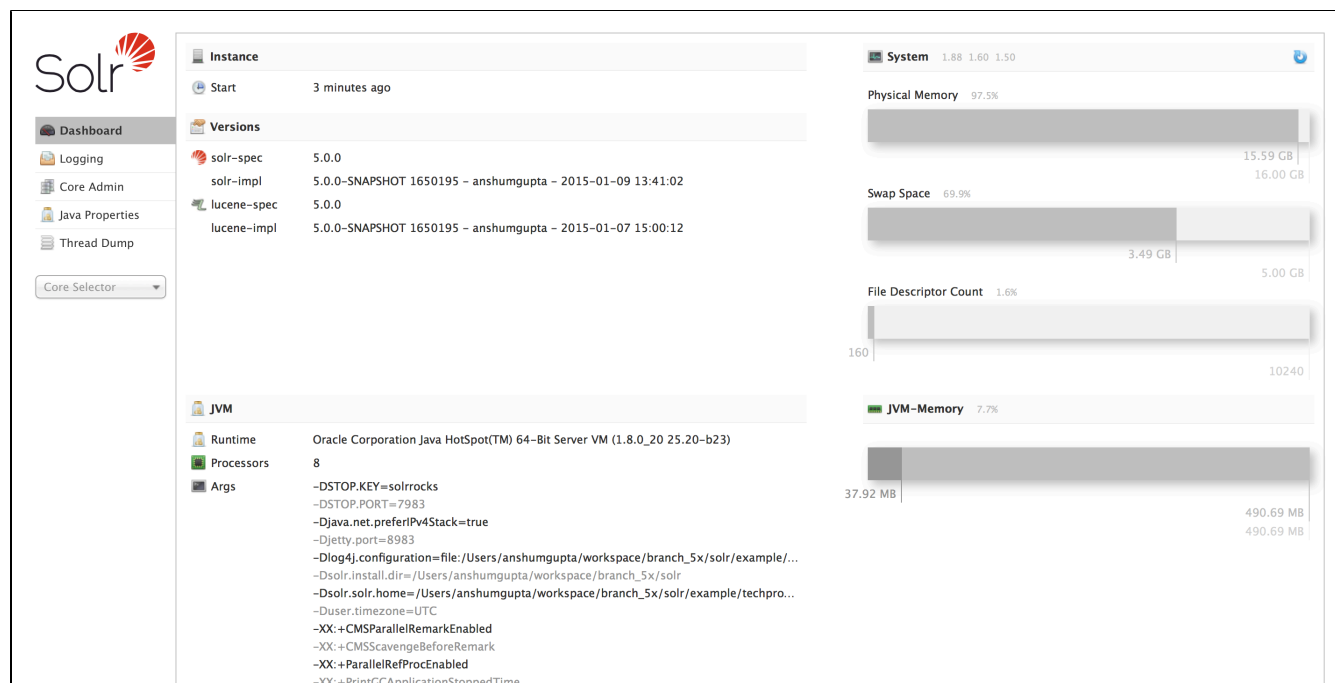 Solr
Dashboard
Logging
Core Admin
Java Properties
Thread Dump
Core Selector
Instance
Start 3 minutes ago
Versions
solr-spec 5.0.0
solr-impl 5.0.0-SNAPSHOT 1650195 - anshumgupta - 2015-01-09 13:41:02
lucene-spec 5.0.0
lucene-impl 5.0.0-SNAPSHOT 1650195 - anshumgupta - 2015-01-07 15:00:12
System 1.88 1.60 1.50
Physical Memory 97.5%
15.59 GB
16.00 GB
Swap Space 69.9%
3.49 GB
5.00 GB
File Descriptor Count 1.6%
160
10240
JVM
Runtime Oracle Corporation Java HotSpot(TM) 64-Bit Server VM (1.8.0_20 25.20-b23)
Processors 8
Args -DSTOP.KEY=solrrocks
-DSTOP.PORT=7983
-Djava.net.preferIPv4Stack=true
-Djetty.port=8983
-Dlog4j.configuration=file:/Users/anshumgupta/workspace/branch_5x/solr/example/...
-Dsolr.install.dir=/Users/anshumgupta/workspace/branch_5x/solr
-Dsolr.solr.home=/Users/anshumgupta/workspace/branch_5x/solr/example/techpro...
-Duser.timezone=UTC
-XX:+CMSParallelRemarkEnabled
-XX:+CMSScavengeBeforeRemark
-XX:+ParallelRefProcEnabled
-XX:+PrintGCApplicationStoppedTime
JVM-Memory 7.7%
37.92 MB
490.69 MB
490.69 MB